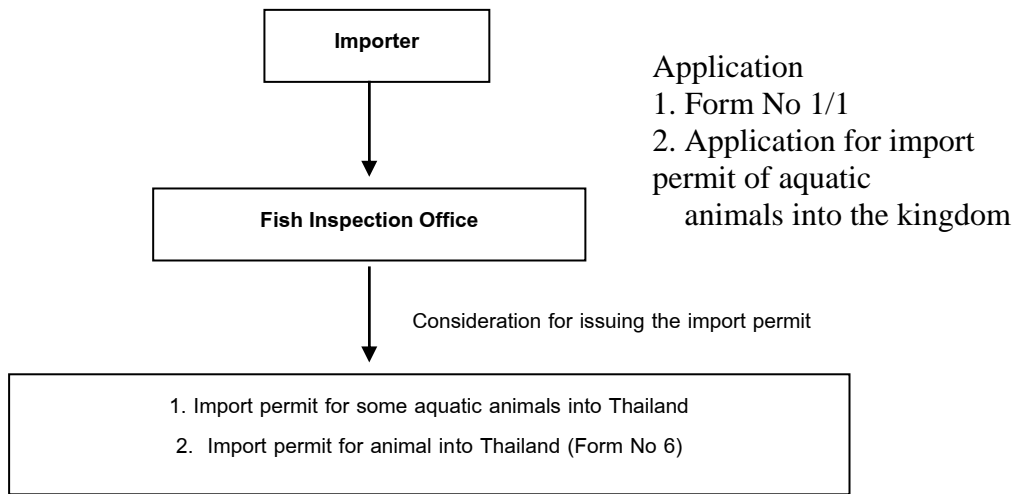 Importer
Application
1. Form No 1/1
2. Application for import
permit of aquatic
animals into the kingdom
Fish Inspection Office
Consideration for issuing the import permit
1. Import permit for some aquatic animals into Thailand
2. Import permit for animal into Thailand (Form No 6)